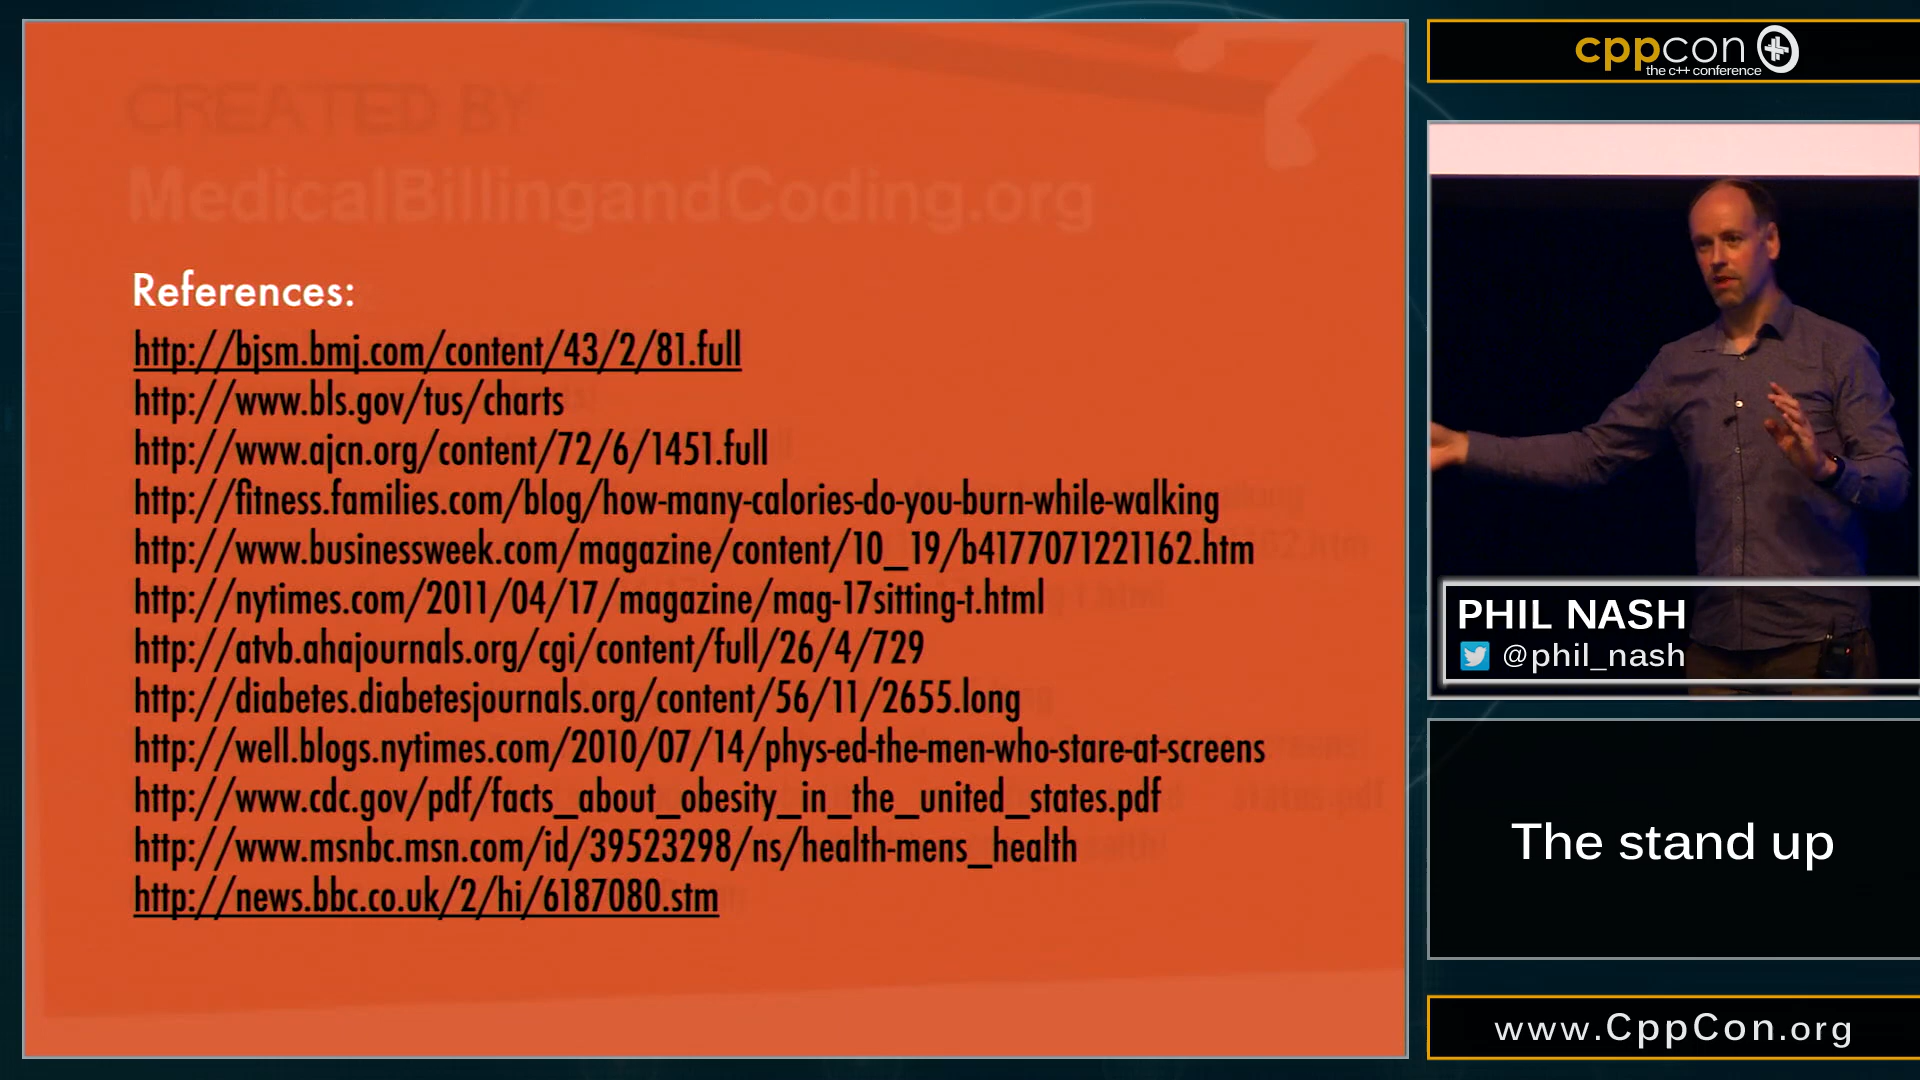 CREATED BY
MedicalBillingandCoding.org
References:
http://bjsm.bmj.com/content/43/2/81.full
http://www.bls.gov/tus/charts
http://www.ajcn.org/content/72/6/1451.full
http://fitness.families.com/blog/how-many-calories-do-you-burn-while-walking
http://www.businessweek.com/magazine/content/10_19/b4177071221162.htm
http://nytimes.com/2011/04/17/magazine/mag-17sitting-t.html
http://atvb.ahajournals.org/cgi/content/full/26/4/729
http://diabetes.diabetesjournals.org/content/56/11/2655.long
http://well.blogs.nytimes.com/2010/07/14/phys-ed-the-men-who-stare-at-screens
http://www.cdc.gov/pdf/facts_about_obesity_in_the_united_states.pdf
http://www.msnbc.msn.com/id/39523298/ns/health-mens_health
http://news.bbc.co.uk/2/hi/6187080.stm
cppcon
the c++ conference
PHIL NASH
@phil_nash
The stand up
www.CppCon.org